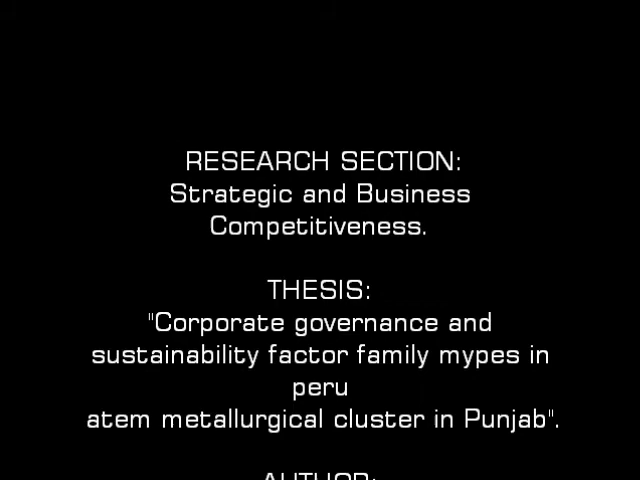 RESEARCH SECTION:
Strategic and Business
Competitiveness.
THESIS:
"Corporate governance and
sustainability factor family mypes in
peru
atem metallurgical cluster in Punjab".
AUTHOR: